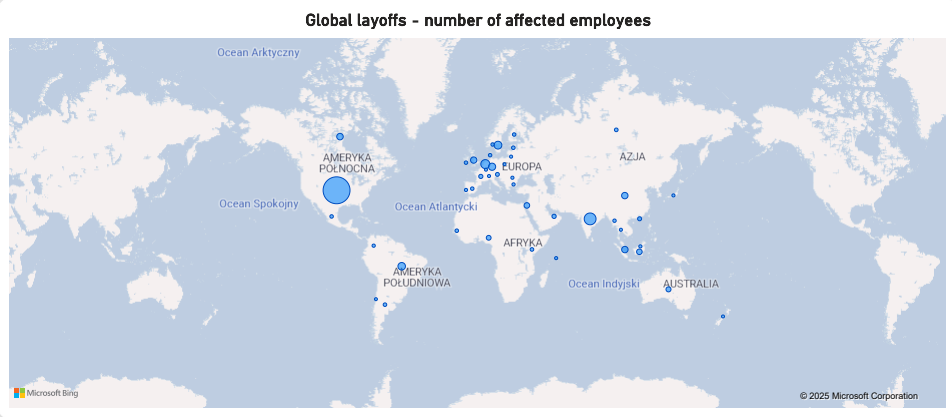 Global layoffs - number of affected employees
Ocean Arktyczny
AMERYKA
PÓŁNOCNA
EUROPA
AZJA
Ocean Spokojny
Ocean Atlantycki
AFRYKA
AMERYKA
POŁUDNIOWA
Ocean Indyjski
AUSTRALIA
Microsoft Bing
© 2025 Microsoft Corporation